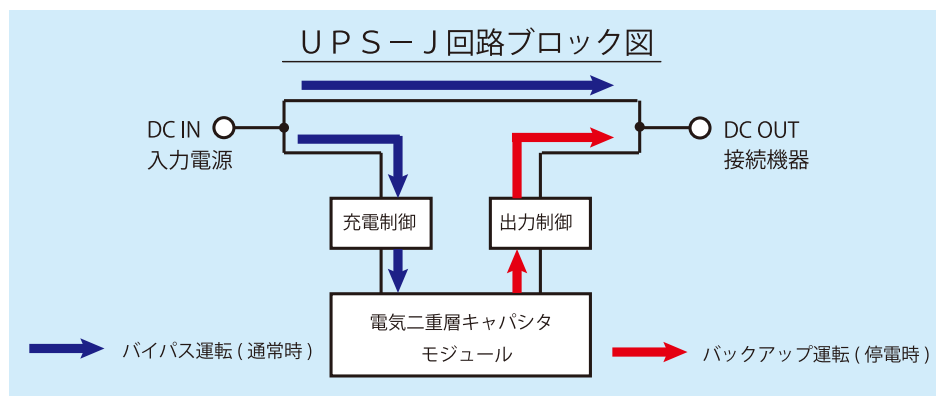 UPS－J回路ブロック図
DC IN
入力電源
DC OUT
接続機器
充電制御
出力制御
電気二重層キャパシタ
モジュール
バイパス運転(通常時)
バックアップ運転(停電時)